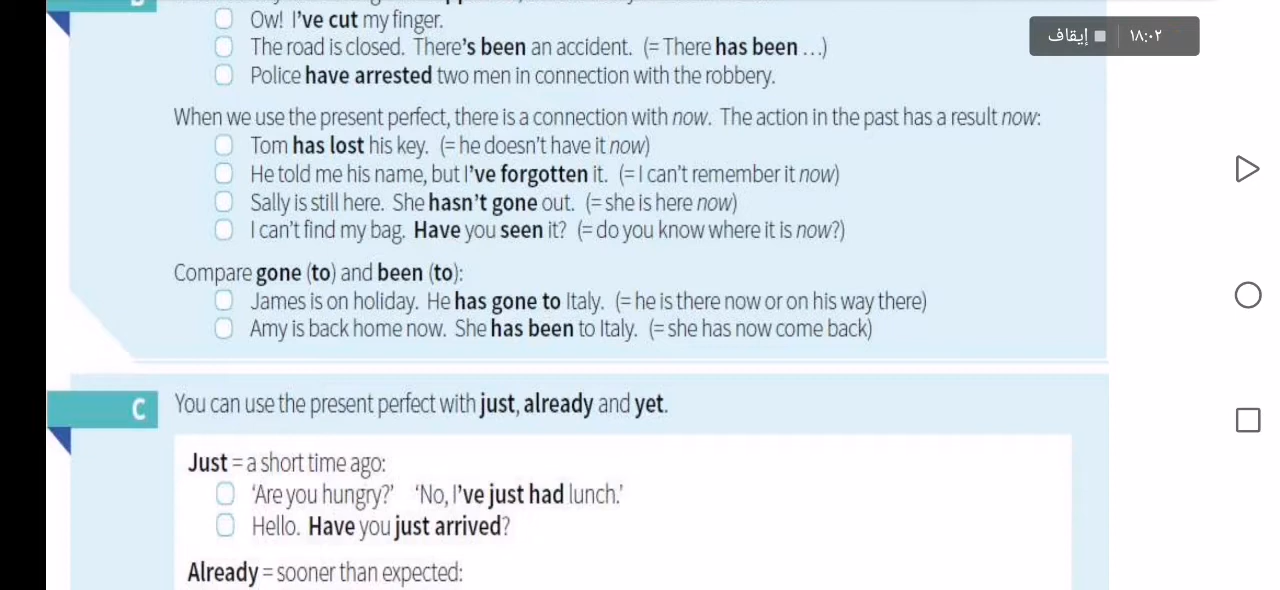 Ow! I've cut my finger.
The road is closed. There's been an accident. (= There has been …)
Police have arrested two men in connection with the robbery.
إيقاف ١٨:٠٢
When we use the present perfect, there is a connection with now. The action in the past has a result now:
Tom has lost his key. (= he doesn't have it now)
He told me his name, but I've forgotten it. (= I can't remember it now)
Sally is still here. She hasn't gone out. (= she is here now)
I can't find my bag. Have you seen it? (= do you know where it is now?)
Compare gone (to) and been (to):
James is on holiday. He has gone to Italy. (= he is there now or on his way there)
Amy is back home now. She has been to Italy. (= she has now come back)
C
You can use the present perfect with just, already and yet.
Just = a short time ago:
'Are you hungry?' 'No, I've just had lunch.'
Hello. Have you just arrived?
Already = sooner than expected: